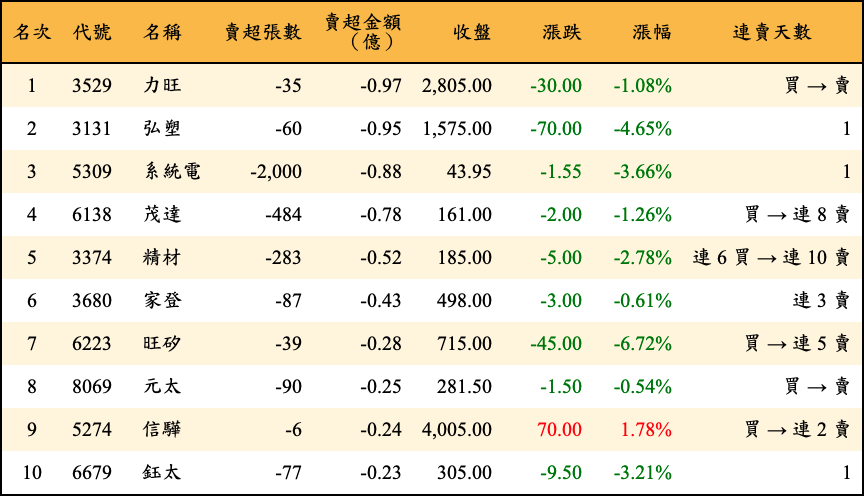 名次 代號 名稱 賣超張數 賣超金額（億） 收盤 漲跌 漲幅 連賣天數
1 3529 力旺 -35 -0.97 2,805.00 -30.00 -1.08% 買 → 賣
2 3131 弘塑 -60 -0.95 1,575.00 -70.00 -4.65% 1
3 5309 系統電 -2,000 -0.88 43.95 -1.55 -3.66% 1
4 6138 茂達 -484 -0.78 161.00 -2.00 -1.26% 買 → 連 8 賣
5 3374 精材 -283 -0.52 185.00 -5.00 -2.78% 連 6 買 → 連 10 賣
6 3680 家登 -87 -0.43 498.00 -3.00 -0.61% 連 3 賣
7 6223 旺矽 -39 -0.28 715.00 -45.00 -6.72% 買 → 連 5 賣
8 8069 元太 -90 -0.25 281.50 -1.50 -0.54% 買 → 賣
9 5274 信驊 -6 -0.24 4,005.00 70.00 1.78% 買 → 連 2 賣
10 6679 鈺太 -77 -0.23 305.00 -9.50 -3.21% 1